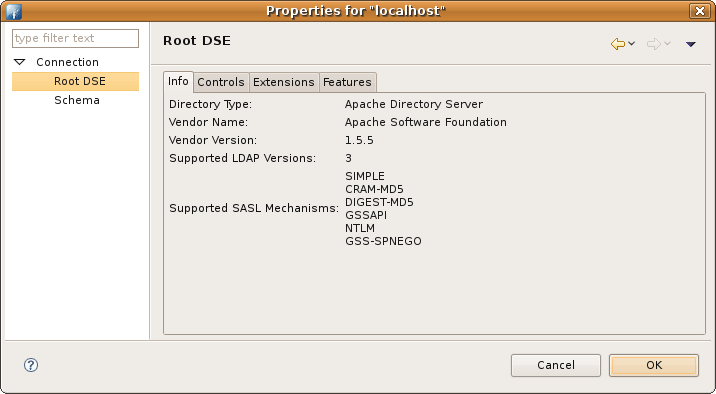 Properties for "localhost"
type filter text
Connection
Root DSE
Schema
Root DSE
Info Controls Extensions Features
Directory Type: Apache Directory Server
Vendor Name: Apache Software Foundation
Vendor Version: 1.5.5
Supported LDAP Versions: 3
Supported SASL Mechanisms:
SIMPLE
CRAM-MD5
DIGEST-MD5
GSSAPI
NTLM
GSS-SPNEGO
? Cancel OK